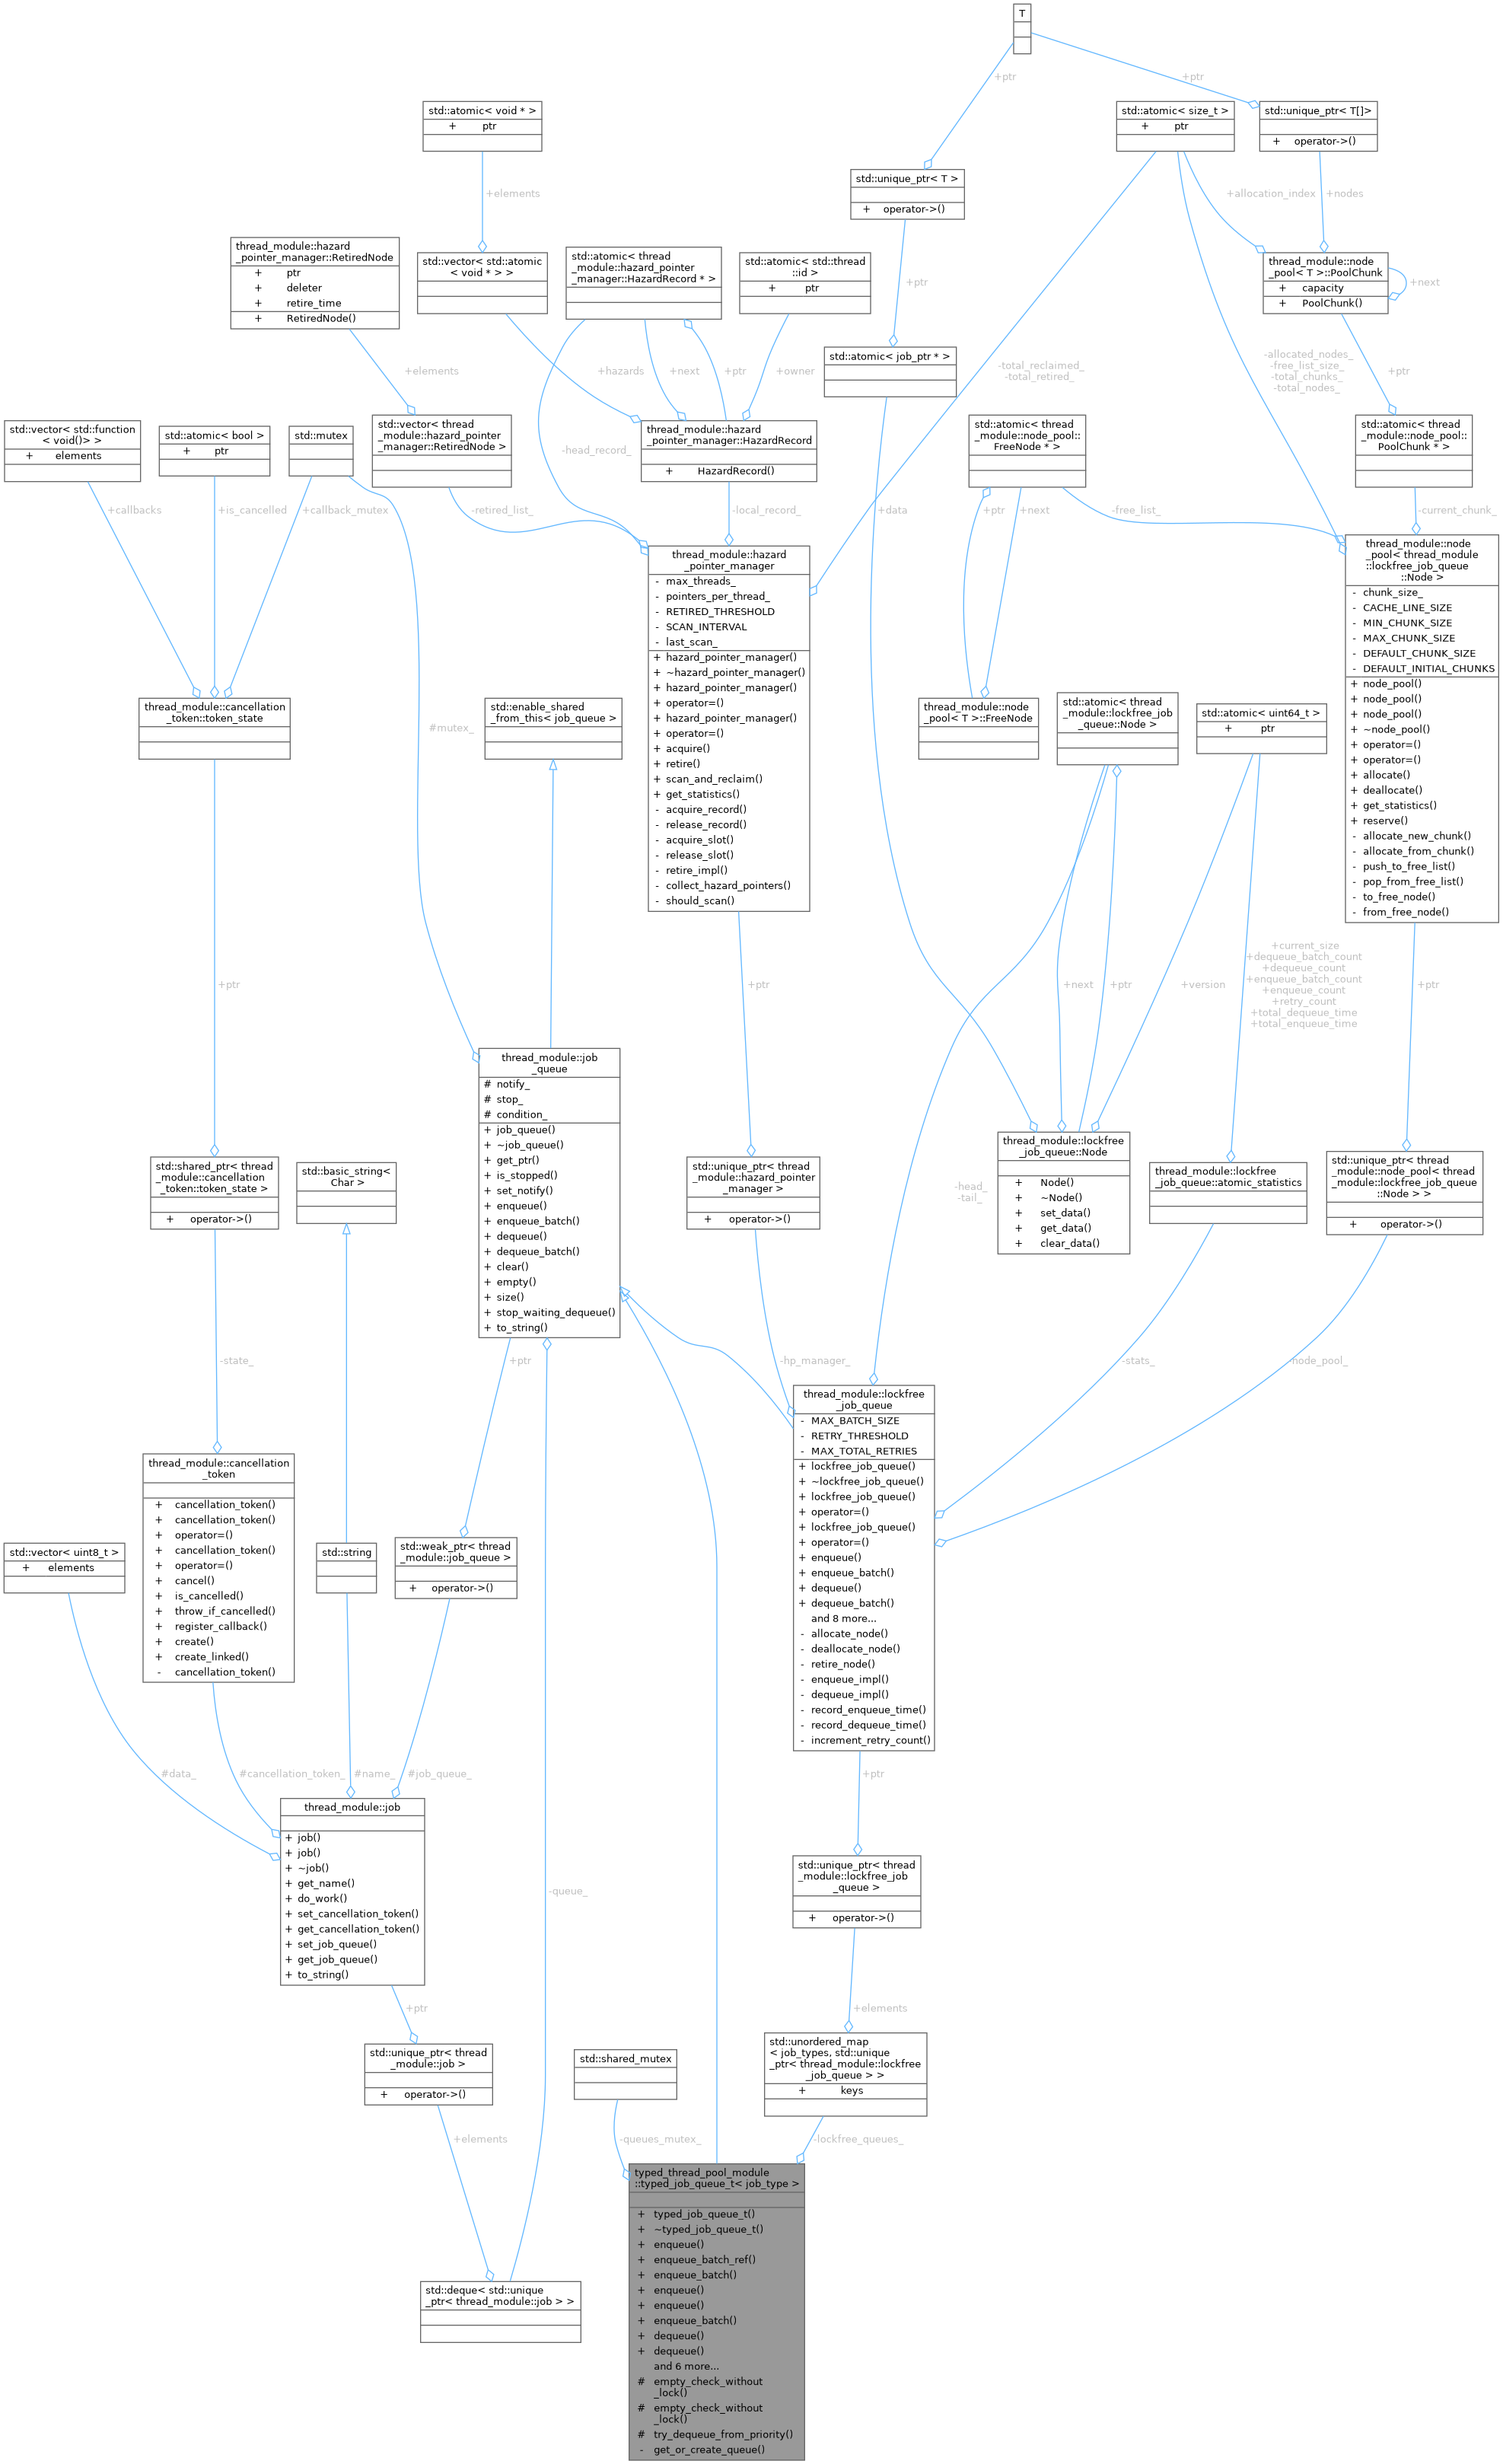 T
+ptr
+ptr
std::atomic< void * >
+ ptr
std::atomic< size_t >
+ ptr
std::unique_ptr< T[]>
+ operator->()
std::unique_ptr< T >
+ operator->()
+elements
+allocation_index
+nodes
thread_module::hazard
_pointer_manager::RetiredNode
+ ptr
+ deleter
+ retire_time
+ RetiredNode()
std::vector< std::atomic
< void * > >
std::atomic< thread
_module::hazard_pointer
_manager::HazardRecord * >
std::atomic< std::thread
::id >
+ ptr
thread_module::node
_pool< T >::PoolChunk
+ capacity
+ PoolChunk()
+next
+ptr
std::atomic< job_ptr * >
+elements
+hazards
+next
+ptr
+owner
-total_reclaimed_
-total_retired_
-allocated_nodes_
-free_list_size_
-total_chunks_
-total_nodes_
+ptr
std::vector< std::function
< void()> >
+ elements
std::atomic< bool >
+ ptr
std::mutex
std::vector< thread
_module::hazard_pointer
_manager::RetiredNode >
-head_record_
thread_module::hazard
_pointer_manager::HazardRecord
+ HazardRecord()
std::atomic< thread
_module::node_pool::
FreeNode * >
std::atomic< thread
_module::node_pool::
PoolChunk * >
+callbacks
+is_cancelled
+callback_mutex
-retired_list_
-local_record_
+data
+ptr
+next
-free_list_
-current_chunk_
thread_module::hazard
_pointer_manager
- max_threads_
- pointers_per_thread_
- RETIRED_THRESHOLD
- SCAN_INTERVAL
- last_scan_
+ hazard_pointer_manager()
+ ~hazard_pointer_manager()
+ hazard_pointer_manager()
+ operator=()
+ hazard_pointer_manager()
+ operator=()
+ acquire()
+ retire()
+ scan_and_reclaim()
+ get_statistics()
- acquire_record()
- release_record()
- acquire_slot()
- release_slot()
- retire_impl()
- collect_hazard_pointers()
- should_scan()
thread_module::node
_pool< thread_module
::lockfree_job_queue
::Node >
- chunk_size_
- CACHE_LINE_SIZE
- MIN_CHUNK_SIZE
- MAX_CHUNK_SIZE
- DEFAULT_CHUNK_SIZE
- DEFAULT_INITIAL_CHUNKS
+ node_pool()
+ node_pool()
+ node_pool()
+ ~node_pool()
+ operator=()
+ operator=()
+ allocate()
+ deallocate()
+ get_statistics()
+ reserve()
- allocate_new_chunk()
- allocate_from_chunk()
- push_to_free_list()
- pop_from_free_list()
- to_free_node()
- from_free_node()
thread_module::cancellation
_token::token_state
#mutex_
std::enable_shared
_from_this< job_queue >
thread_module::node
_pool< T >::FreeNode
std::atomic< thread
_module::lockfree_job
_queue::Node >
std::atomic< uint64_t >
+ ptr
+ptr
+ptr
+next
+ptr
+version
+current_size
+dequeue_batch_count
+dequeue_count
+enqueue_batch_count
+enqueue_count
+retry_count
+total_dequeue_time
+total_enqueue_time
+ptr
thread_module::job
_queue
# notify_
# stop_
# condition_
+ job_queue()
+ ~job_queue()
+ get_ptr()
+ is_stopped()
+ set_notify()
+ enqueue()
+ enqueue_batch()
+ dequeue()
+ dequeue_batch()
+ clear()
+ empty()
+ size()
+ stop_waiting_dequeue()
+ to_string()
std::shared_ptr< thread
_module::cancellation
_token::token_state >
+ operator->()
std::basic_string<
Char >
std::unique_ptr< thread
_module::hazard_pointer
_manager >
+ operator->()
-head_
-tail_
thread_module::lockfree
_job_queue::Node
+ Node()
+ ~Node()
+ set_data()
+ get_data()
+ clear_data()
thread_module::lockfree
_job_queue::atomic_statistics
std::unique_ptr< thread
_module::node_pool< thread
_module::lockfree_job_queue
::Node > >
+ operator->()
-state_
+ptr
-hp_manager_
-stats_
-node_pool_
thread_module::lockfree
_job_queue
- MAX_BATCH_SIZE
- RETRY_THRESHOLD
- MAX_TOTAL_RETRIES
+ lockfree_job_queue()
+ ~lockfree_job_queue()
+ lockfree_job_queue()
+ operator=()
+ lockfree_job_queue()
+ operator=()
+ enqueue()
+ enqueue_batch()
+ dequeue()
+ dequeue_batch()
and 8 more...
- allocate_node()
- deallocate_node()
- retire_node()
- enqueue_impl()
- dequeue_impl()
- record_enqueue_time()
- record_dequeue_time()
- increment_retry_count()
thread_module::cancellation
_token
+ cancellation_token()
+ cancellation_token()
+ operator=()
+ cancellation_token()
+ operator=()
+ cancel()
+ is_cancelled()
+ throw_if_cancelled()
+ register_callback()
+ create()
+ create_linked()
- cancellation_token()
std::vector< uint8_t >
+ elements
std::string
std::weak_ptr< thread
_module::job_queue >
+ operator->()
#data_
#cancellation_token_
#name_
#job_queue_
+ptr
thread_module::job
+ job()
+ job()
+ ~job()
+ get_name()
+ do_work()
+ set_cancellation_token()
+ get_cancellation_token()
+ set_job_queue()
+ get_job_queue()
+ to_string()
-queue_
std::unique_ptr< thread
_module::lockfree_job
_queue >
+ operator->()
+ptr
+elements
std::unique_ptr< thread
_module::job >
+ operator->()
std::shared_mutex
std::unordered_map
< job_types, std::unique
_ptr< thread_module::lockfree
_job_queue > >
+ keys
+elements
-queues_mutex_
-lockfree_queues_
typed_thread_pool_module
::typed_job_queue_t< job_type >
+ typed_job_queue_t()
+ ~typed_job_queue_t()
+ enqueue()
+ enqueue_batch_ref()
+ enqueue_batch()
+ enqueue()
+ enqueue()
+ enqueue_batch()
+ dequeue()
+ dequeue()
and 6 more...
# empty_check_without
_lock()
# empty_check_without
_lock()
# try_dequeue_from_priority()
- get_or_create_queue()
std::deque< std::unique
_ptr< thread_module::job > >